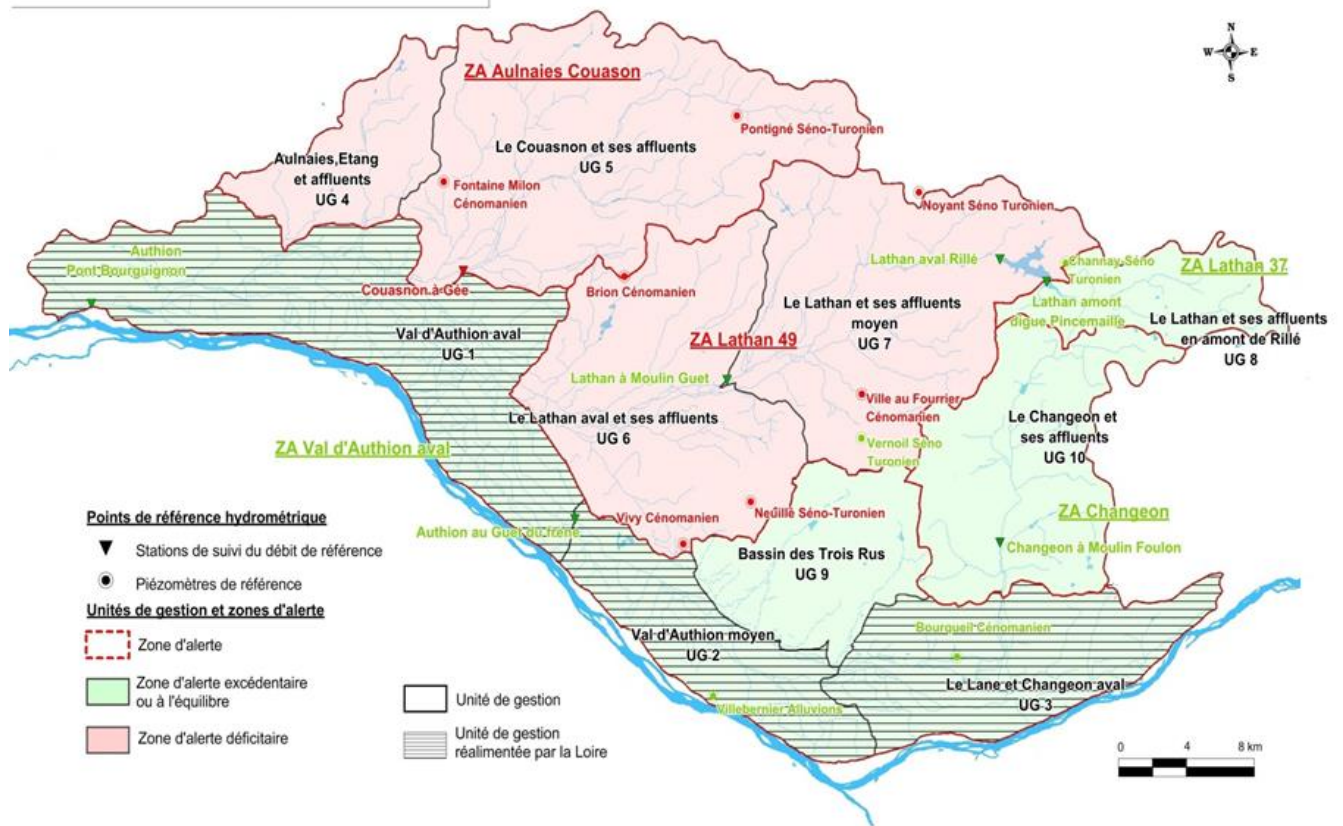 N
W E
S
ZA Aulnaies Couason
Pontigné Séno-Turonien
Le Couasnon et ses affluents
UG 5
Aulnaies,Etang
et affluents
UG 4
Fontaine Milon
Cénomanien
Noyant Séno Turonien
Authion
Pont Bourguignon
Lathan aval Rillé
Channay Séno
Turonien
ZA Lathan 37
Couasnon à Gée
Brion Cénomanien
Lathan amont
digue Pincemaille
Le Lathan et ses affluents
moyen
UG 7
Le Lathan et ses affluents
en amont de Rillé
UG 8
Val d'Authion aval
UG 1
ZA Lathan 49
Lathan à Moulin Guet
Ville au Fourrier
Cénomanien
Le Lathan aval et ses affluents
UG 6
Le Changeon et
ses affluents
UG 10
Vernoil Séno
Turonien
ZA Val d'Authion aval
Neuillé Séno-Turonien
ZA Changeon
Vivy Cénomanien
Authion au Guet du frene
Changeon à Moulin Foulon
Bassin des Trois Rus
UG 9
Points de référence hydrométrique
Stations de suivi du débit de référence
Piézomètres de référence
Unités de gestion et zones d'alerte
Zone d'alerte
Zone d'alerte excédentaire
ou à l'équilibre
Zone d'alerte déficitaire
Unité de gestion
Unité de gestion
réalimentée par la Loire
Val d'Authion moyen
UG 2
Bourgueil Cénomanien
Le Lane et Changeon aval
UG 3
Villebernier Alluvions
0 4 8 km